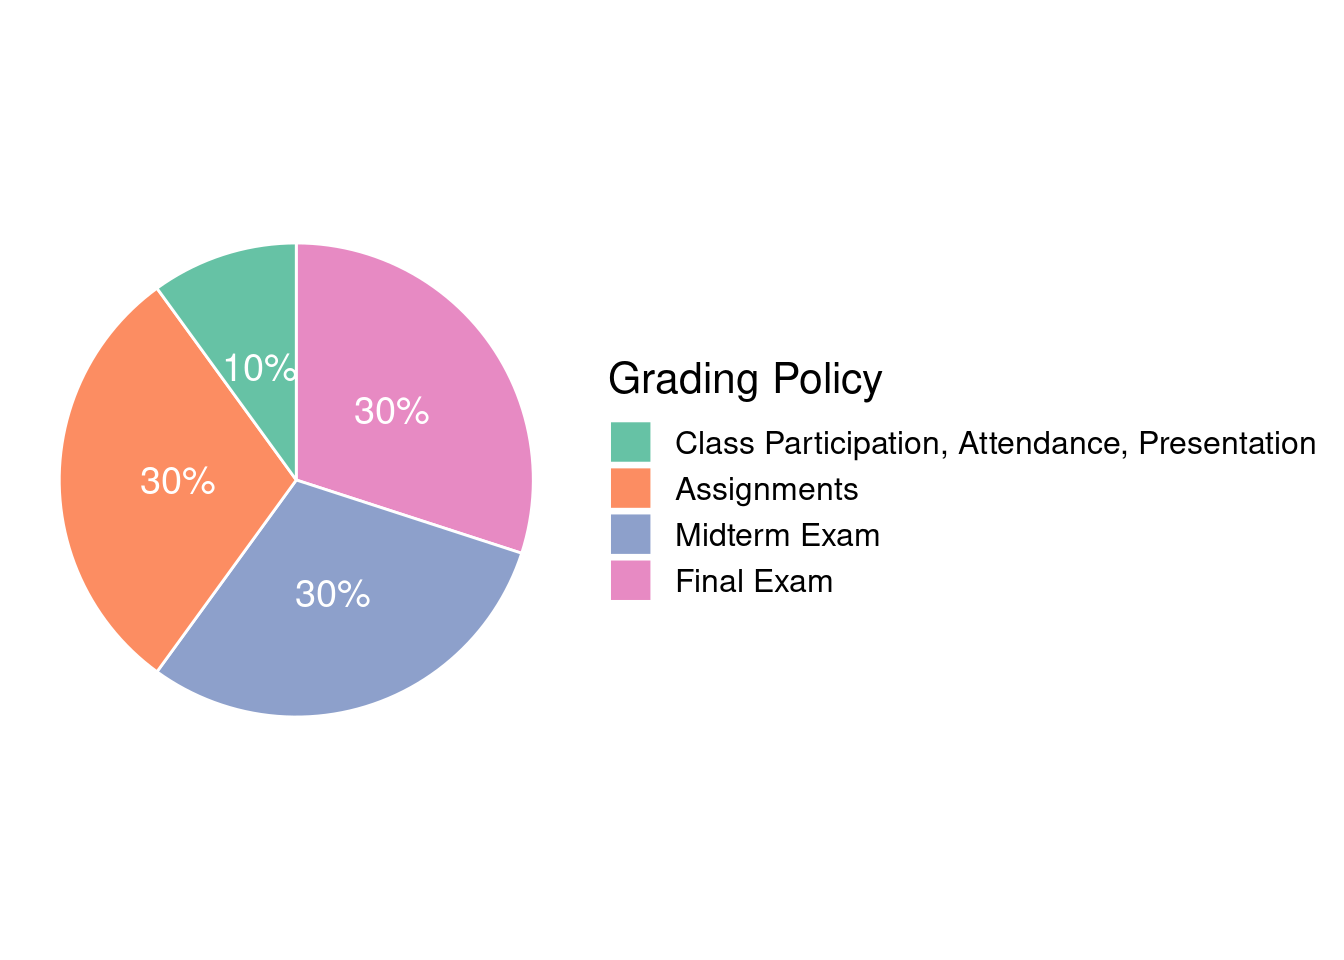 10%
30%
30%
30%
Grading Policy
Class Participation, Attendance, Presentation
Assignments
Midterm Exam
Final Exam